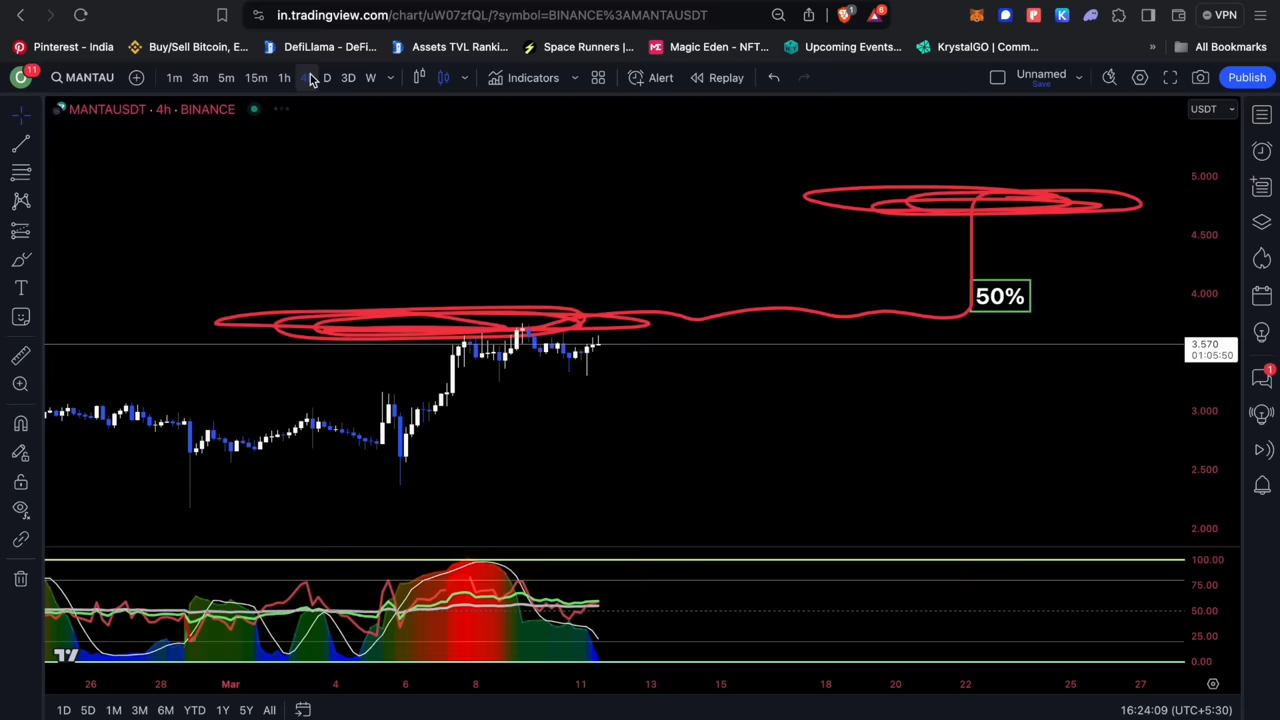 in.tradingview.com/chart/uW07zfQL/?symbol=BINANCE%3AMANTAUSDT
1
6
VPN
Pinterest - India
Buy/Sell Bitcoin, E...
DefiLlama - DeFi...
Assets TVL Ranki...
Space Runners |...
Magic Eden - NFT...
Upcoming Events...
KrystalGO | Comm...
»
All Bookmarks
11
MANTAU
1m
3m
5m
15m
1h
D
3D
W
Indicators
Alert
Replay
Unnamed
Save
Publish
MANTAUSDT · 4h · BINANCE
USDT
5.000
4.500
50%
4.000
3.570
01:05:50
1
3.000
2.500
2.000
100.00
75.00
50.00
25.00
0.00
26
28
Mar
4
6
8
11
13
15
18
20
22
25
27
1D
5D
1M
3M
6M
YTD
1Y
5Y
All
16:24:09 (UTC+5:30)